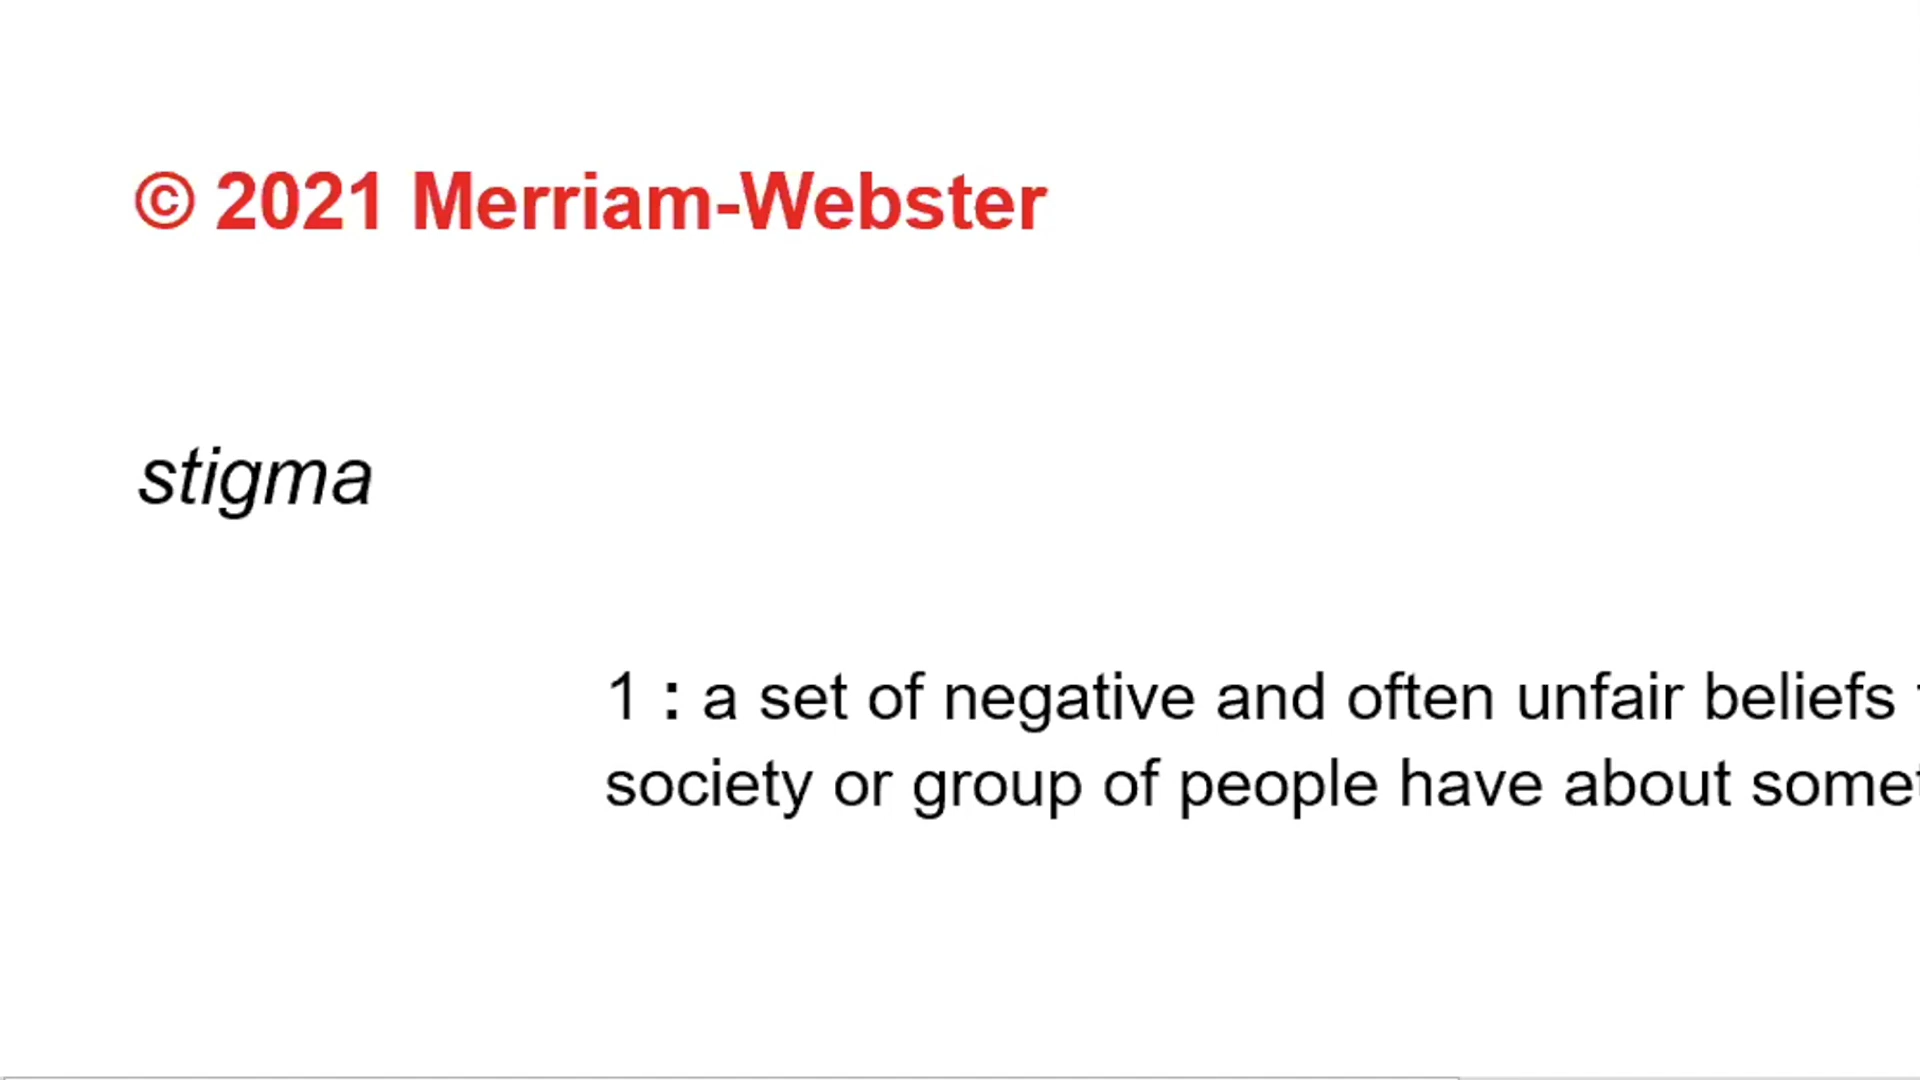 © 2021 Merriam-Webster
stigma
1 : a set of negative and often unfair beliefs
society or group of people have about